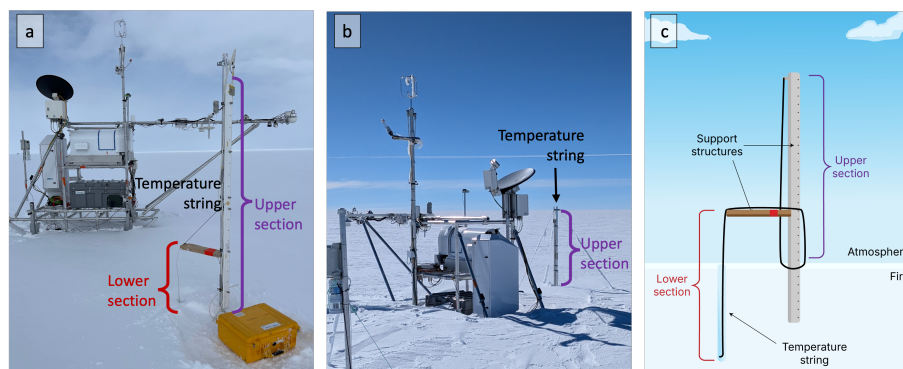 a
Temperature
string
Upper
section
Lower
section
b
Temperature
string
Upper
section
c
Support
structures
Upper
section
Atmospher
Fir
Lower
section
Temperature
string